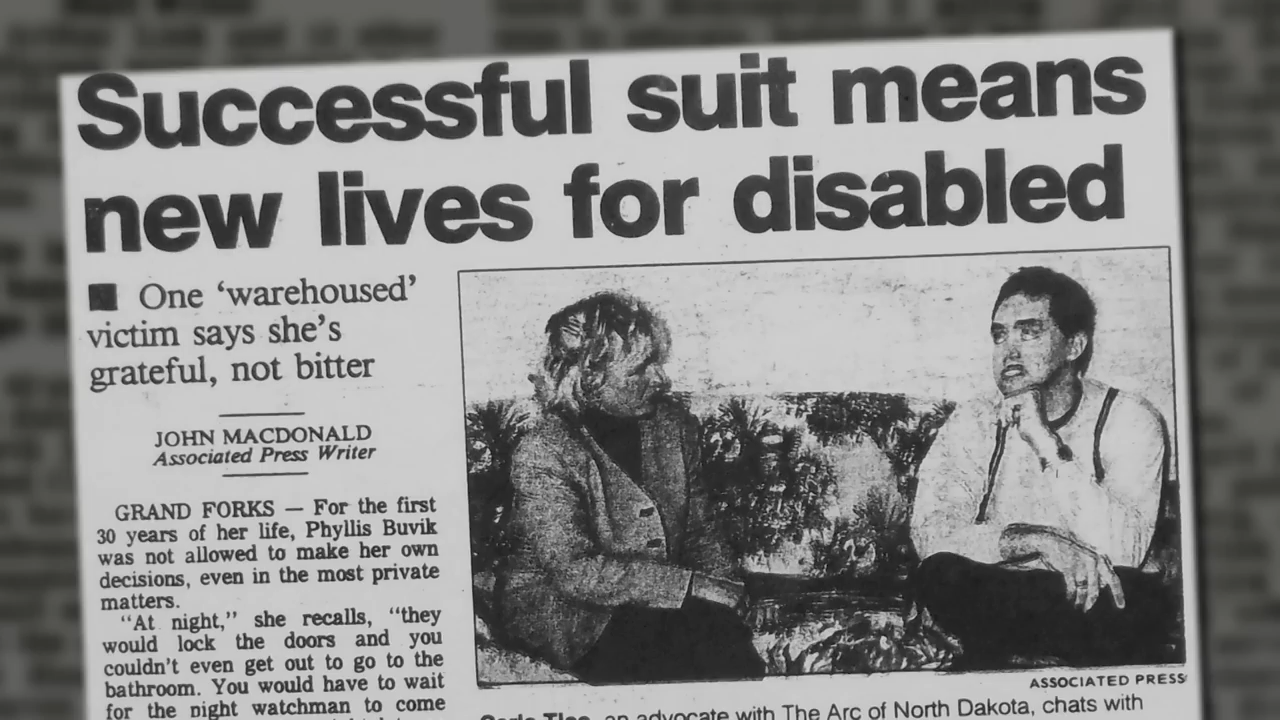 Successful suit means
new lives for disabled
■ One ‘warehoused’
victim says she’s
grateful, not bitter
JOHN MACDONALD
Associated Press Writer
GRAND FORKS — For the first
30 years of her life, Phyllis Buvik
was not allowed to make her own
decisions, even in the most private
matters.
“At night,” she recalls, “they
would lock the doors and you
couldn’t even get out to go to the
bathroom. You would have to wait
for the night watchman to come
ASSOCIATED PRESS
an advocate with The Arc of North Dakota, chats with